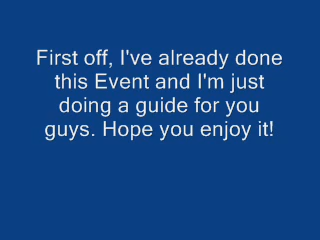 First off, I've already done
this Event and I'm just
doing a guide for you
guys. Hope you enjoy it!